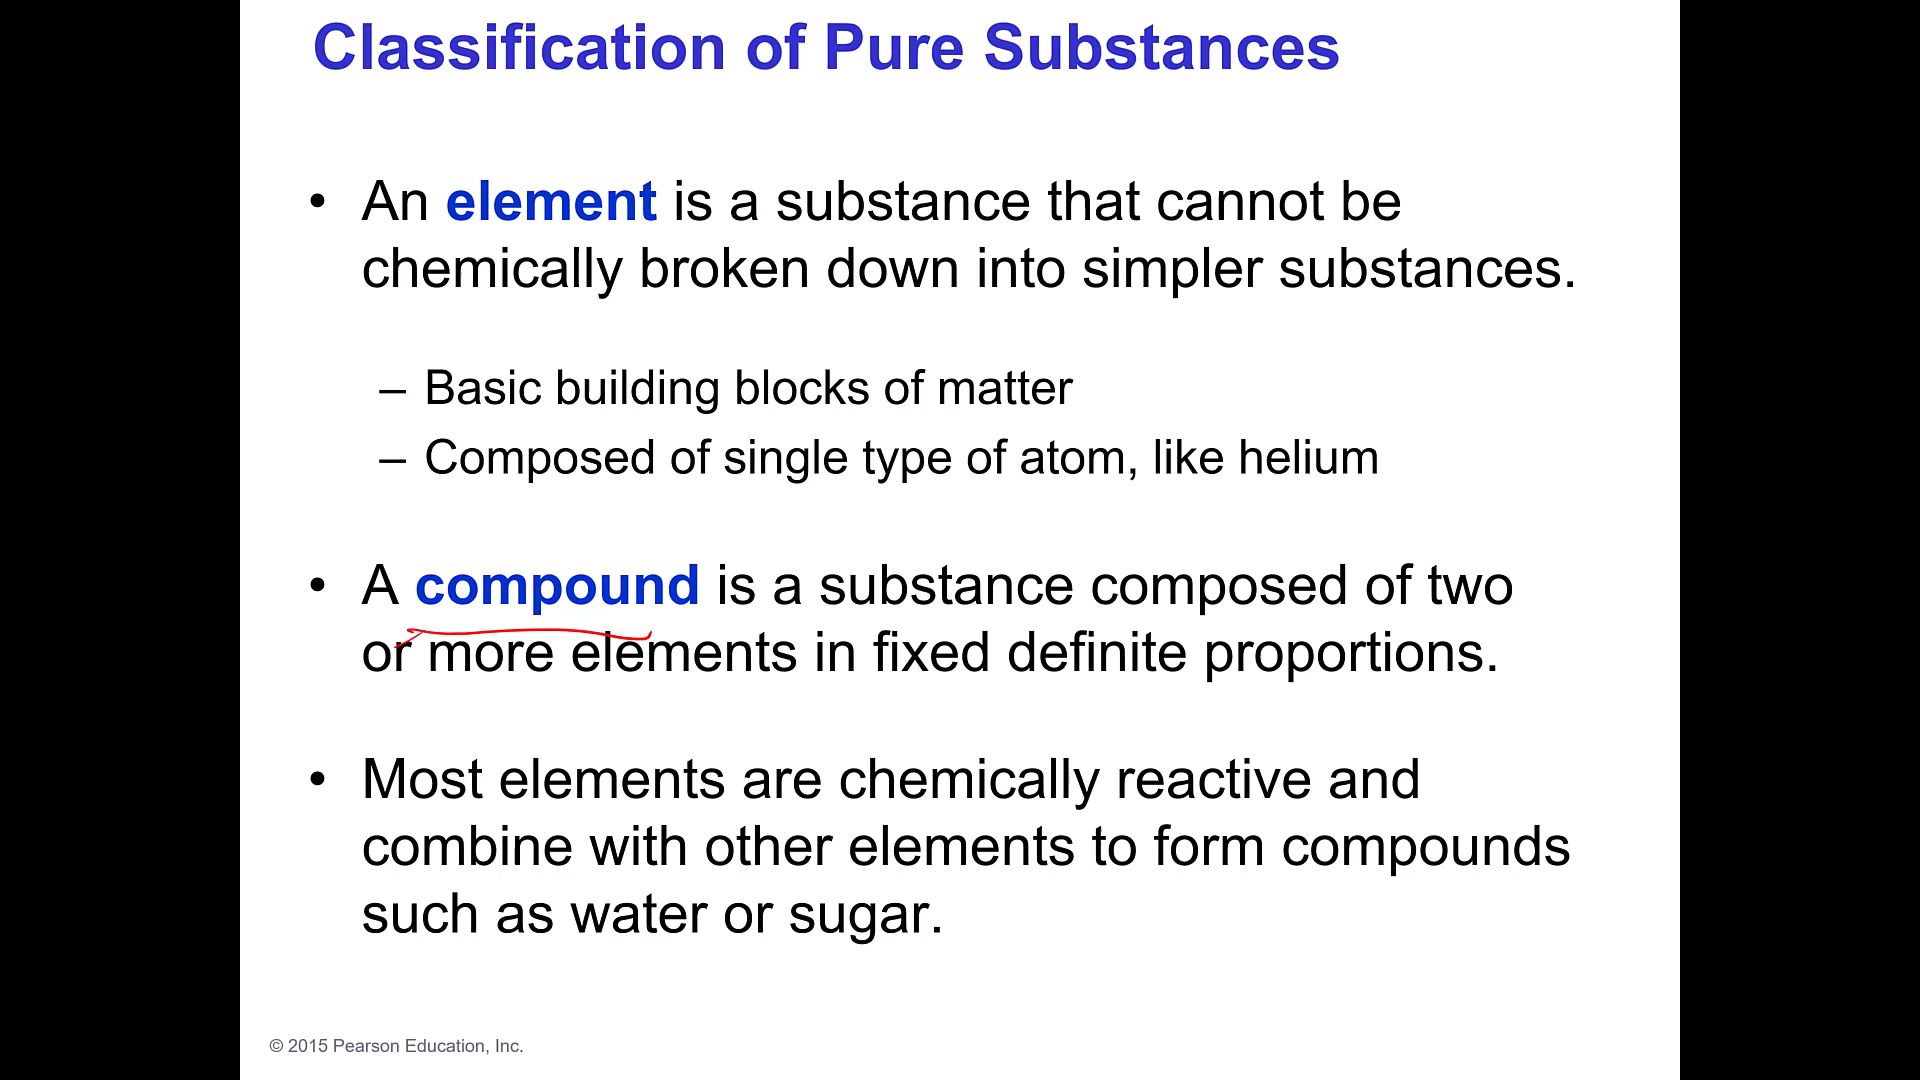 Classification of Pure Substances
• An element is a substance that cannot be
chemically broken down into simpler substances.
– Basic building blocks of matter
– Composed of single type of atom, like helium
• A compound is a substance composed of two
or more elements in fixed definite proportions.
• Most elements are chemically reactive and
combine with other elements to form compounds
such as water or sugar.
© 2015 Pearson Education, Inc.